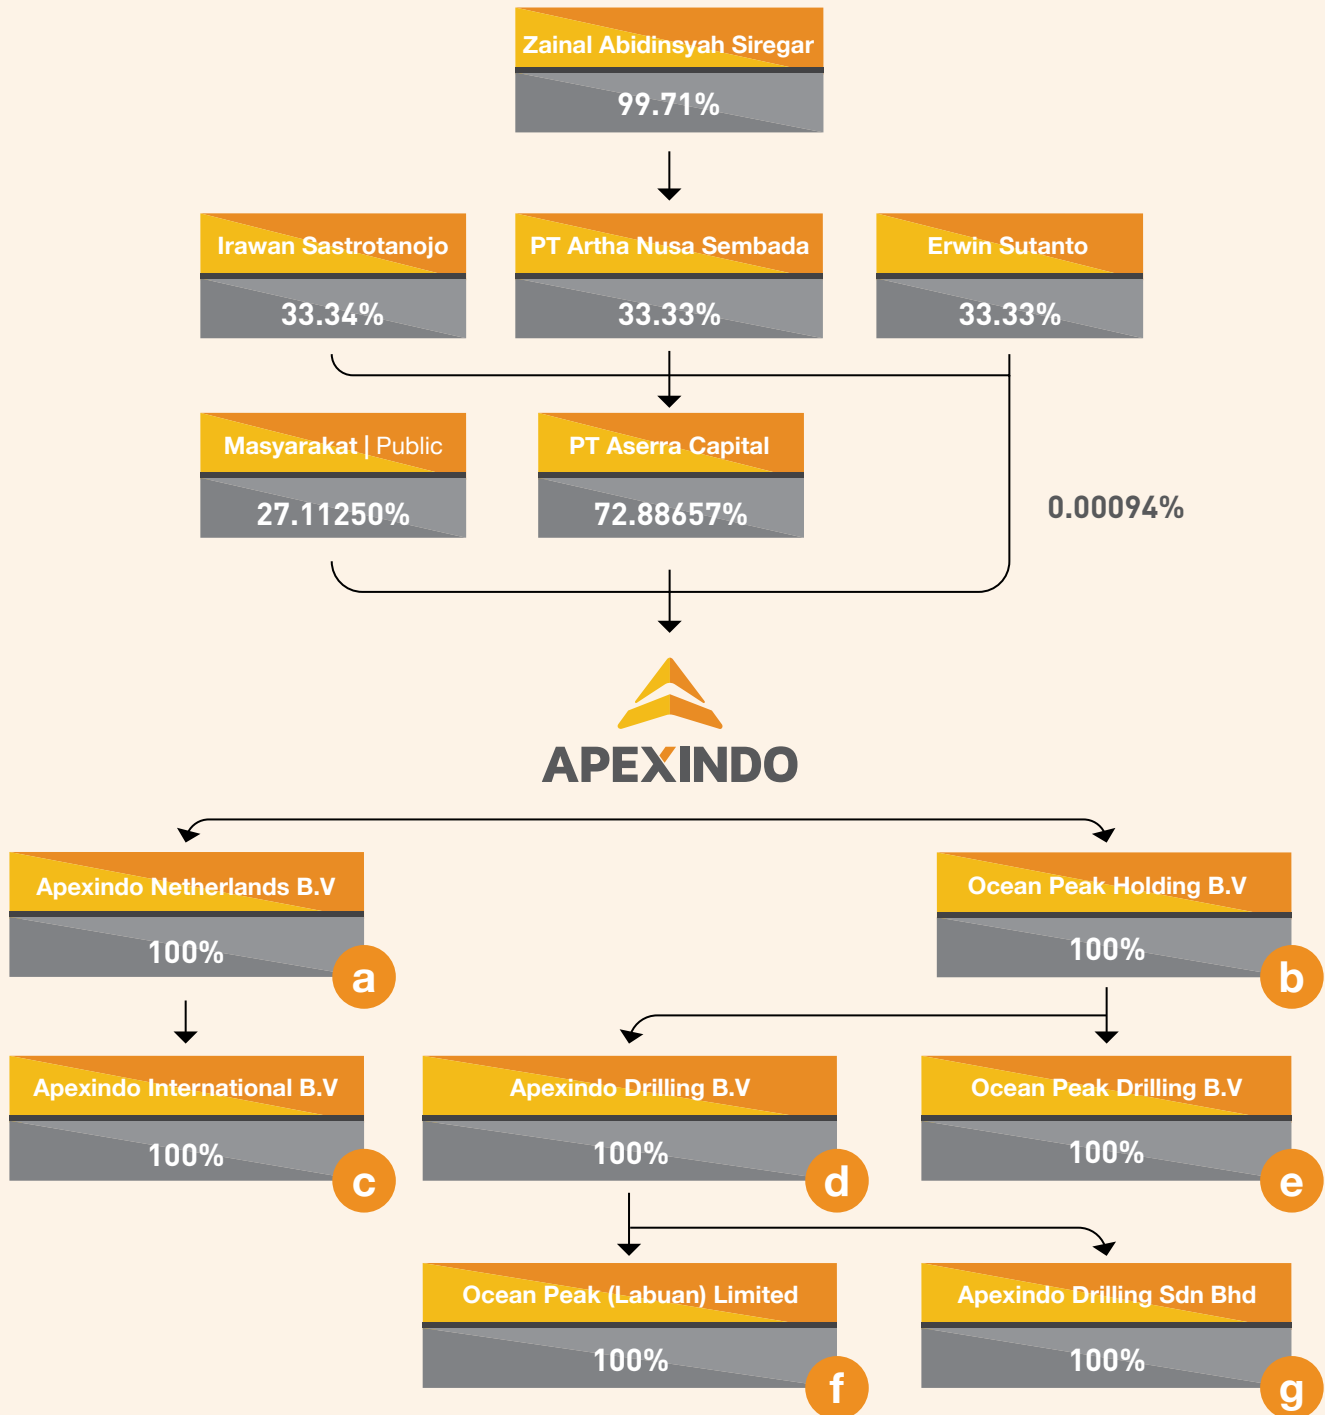 Zainal Abidinsyah Siregar
99.71%
Irawan Sastrotanojo
33.34%
PT Artha Nusa Sembada
33.33%
Erwin Sutanto
33.33%
Masyarakat | Public
27.11250%
PT Aserra Capital
72.88657%
0.00094%
APEXINDO
Apexindo Netherlands B.V
100%
a
Ocean Peak Holding B.V
100%
b
Apexindo International B.V
100%
c
Apexindo Drilling B.V
100%
d
Ocean Peak Drilling B.V
100%
e
Ocean Peak (Labuan) Limited
100%
f
Apexindo Drilling Sdn Bhd
100%
g